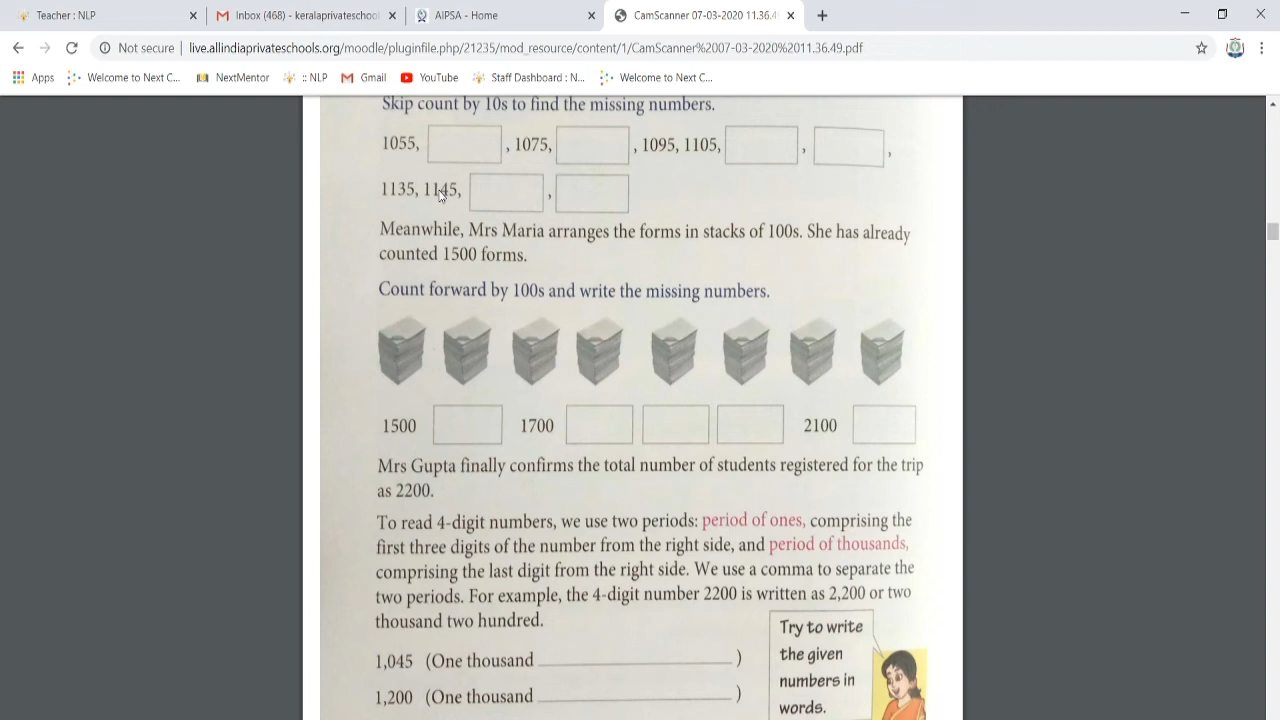 Teacher : NLP
Inbox (468) - keralaprivateschool
AIPSA - Home
CamScanner 07-03-2020 11.36.4
Not secure | live.allindiaprivateschools.org/moodle/pluginfile.php/21235/mod_resource/content/1/CamScanner%2007-03-2020%2011.36.49.pdf
Apps Welcome to Next C... NextMentor :: NLP Gmail YouTube Staff Dashboard : N... Welcome to Next C...
Skip count by 10s to find the missing numbers.
1055, , 1075, , 1095, 1105, , ,
1135, 1145, ,
Meanwhile, Mrs Maria arranges the forms in stacks of 100s. She has already
counted 1500 forms.
Count forward by 100s and write the missing numbers.
1500 1700 2100
Mrs Gupta finally confirms the total number of students registered for the trip
as 2200.
To read 4-digit numbers, we use two periods: period of ones, comprising the
first three digits of the number from the right side, and period of thousands,
comprising the last digit from the right side. We use a comma to separate the
two periods. For example, the 4-digit number 2200 is written as 2,200 or two
thousand two hundred.
1,045 (One thousand ____________________ )
1,200 (One thousand ____________________ )
Try to write
the given
numbers in
words.